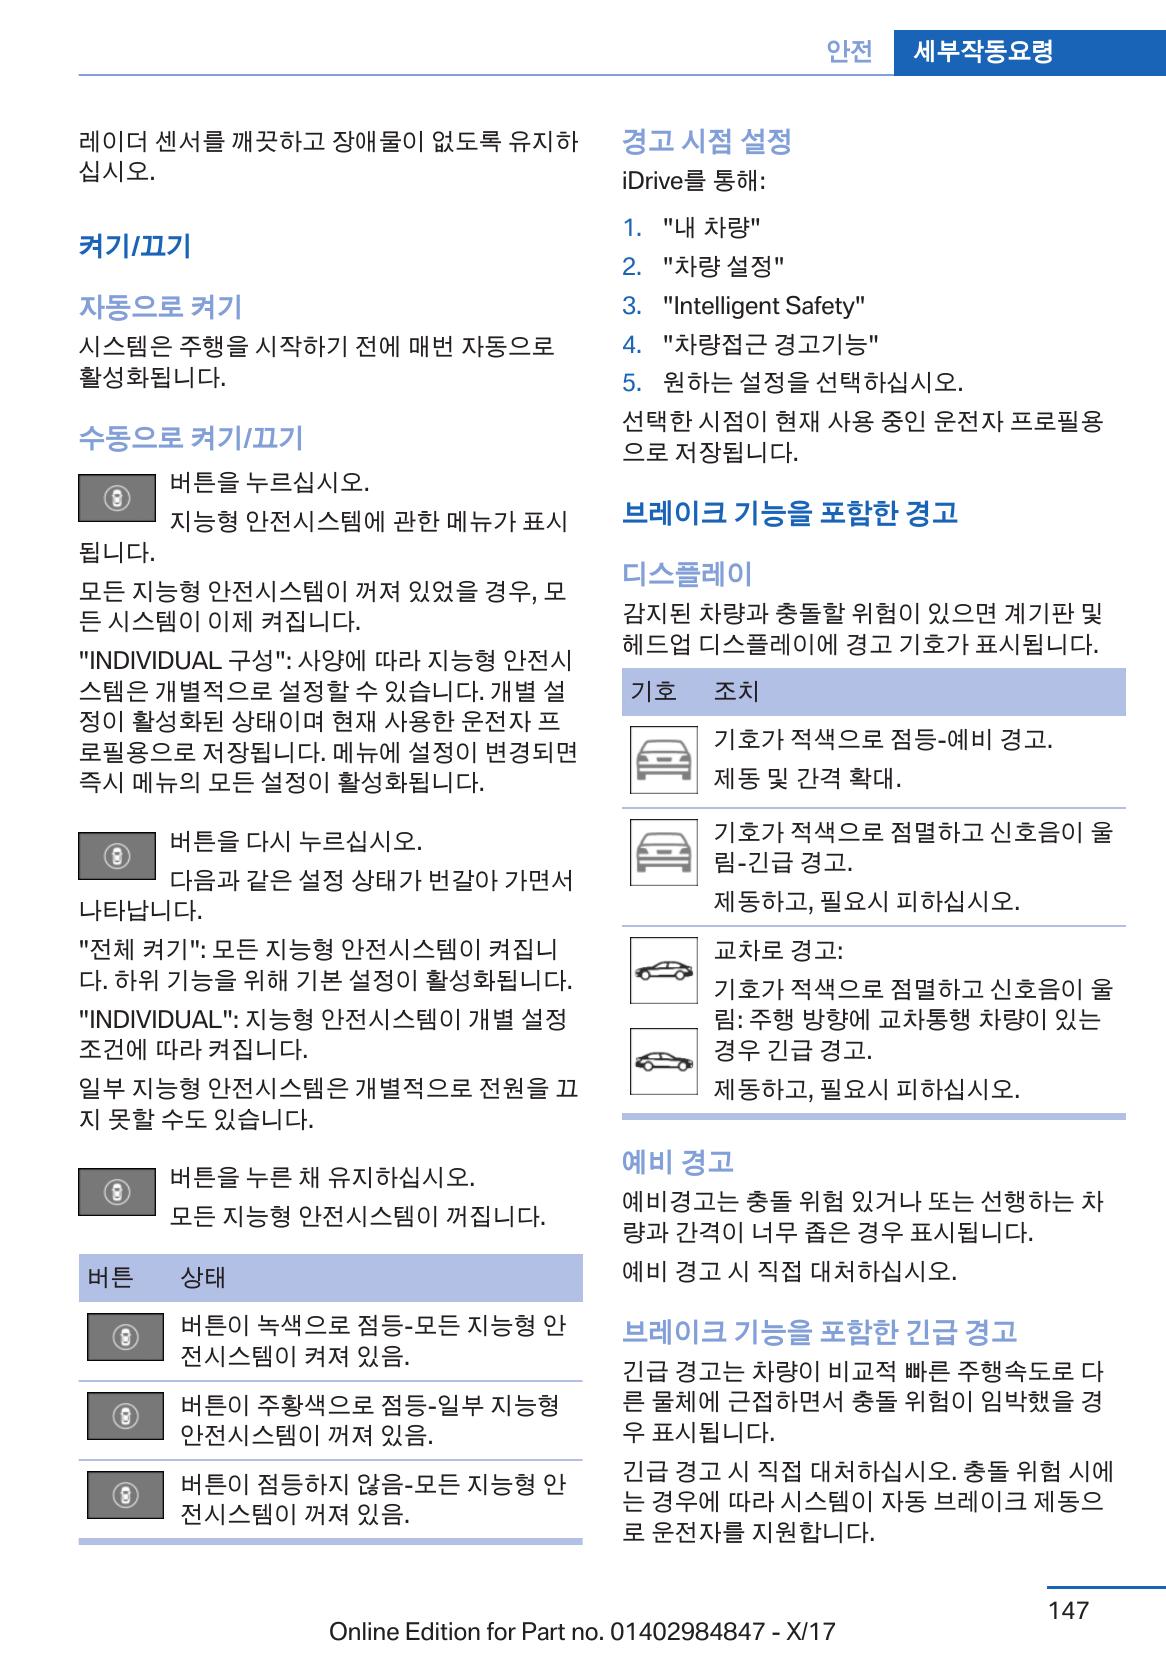 안전 세부작동요령
레이더 센서를 깨끗하고 장애물이 없도록 유지하
십시오.
켜기/끄기
자동으로 켜기
시스템은 주행을 시작하기 전에 매번 자동으로
활성화됩니다.
수동으로 켜기/끄기
버튼을 누르십시오.
지능형 안전시스템에 관한 메뉴가 표시
됩니다.
모든 지능형 안전시스템이 꺼져 있었을 경우, 모
든 시스템이 이제 켜집니다.
"INDIVIDUAL 구성": 사양에 따라 지능형 안전시
스템은 개별적으로 설정할 수 있습니다. 개별 설
정이 활성화된 상태이며 현재 사용한 운전자 프
로필용으로 저장됩니다. 메뉴에 설정이 변경되면
즉시 메뉴의 모든 설정이 활성화됩니다.
버튼을 다시 누르십시오.
다음과 같은 설정 상태가 번갈아 가면서
나타납니다.
"전체 켜기": 모든 지능형 안전시스템이 켜집니
다. 하위 기능을 위해 기본 설정이 활성화됩니다.
"INDIVIDUAL": 지능형 안전시스템이 개별 설정
조건에 따라 켜집니다.
일부 지능형 안전시스템은 개별적으로 전원을 끄
지 못할 수도 있습니다.
버튼을 누른 채 유지하십시오.
모든 지능형 안전시스템이 꺼집니다.
버튼 상태
버튼이 녹색으로 점등-모든 지능형 안
전시스템이 켜져 있음.
버튼이 주황색으로 점등-일부 지능형
안전시스템이 꺼져 있음.
버튼이 점등하지 않음-모든 지능형 안
전시스템이 꺼져 있음.
경고 시점 설정
iDrive를 통해:
1. "내 차량"
2. "차량 설정"
3. "Intelligent Safety"
4. "차량접근 경고기능"
5. 원하는 설정을 선택하십시오.
선택한 시점이 현재 사용 중인 운전자 프로필용
으로 저장됩니다.
브레이크 기능을 포함한 경고
디스플레이
감지된 차량과 충돌할 위험이 있으면 계기판 및
헤드업 디스플레이에 경고 기호가 표시됩니다.
기호 조치
기호가 적색으로 점등-예비 경고.
제동 및 간격 확대.
기호가 적색으로 점멸하고 신호음이 울
림-긴급 경고.
제동하고, 필요시 피하십시오.
교차로 경고:
기호가 적색으로 점멸하고 신호음이 울
림: 주행 방향에 교차통행 차량이 있는
경우 긴급 경고.
제동하고, 필요시 피하십시오.
예비 경고
예비경고는 충돌 위험 있거나 또는 선행하는 차
량과 간격이 너무 좁은 경우 표시됩니다.
예비 경고 시 직접 대처하십시오.
브레이크 기능을 포함한 긴급 경고
긴급 경고는 차량이 비교적 빠른 주행속도로 다
른 물체에 근접하면서 충돌 위험이 임박했을 경
우 표시됩니다.
긴급 경고 시 직접 대처하십시오. 충돌 위험 시에
는 경우에 따라 시스템이 자동 브레이크 제동으
로 운전자를 지원합니다.
147
Online Edition for Part no. 01402984847 - X/17